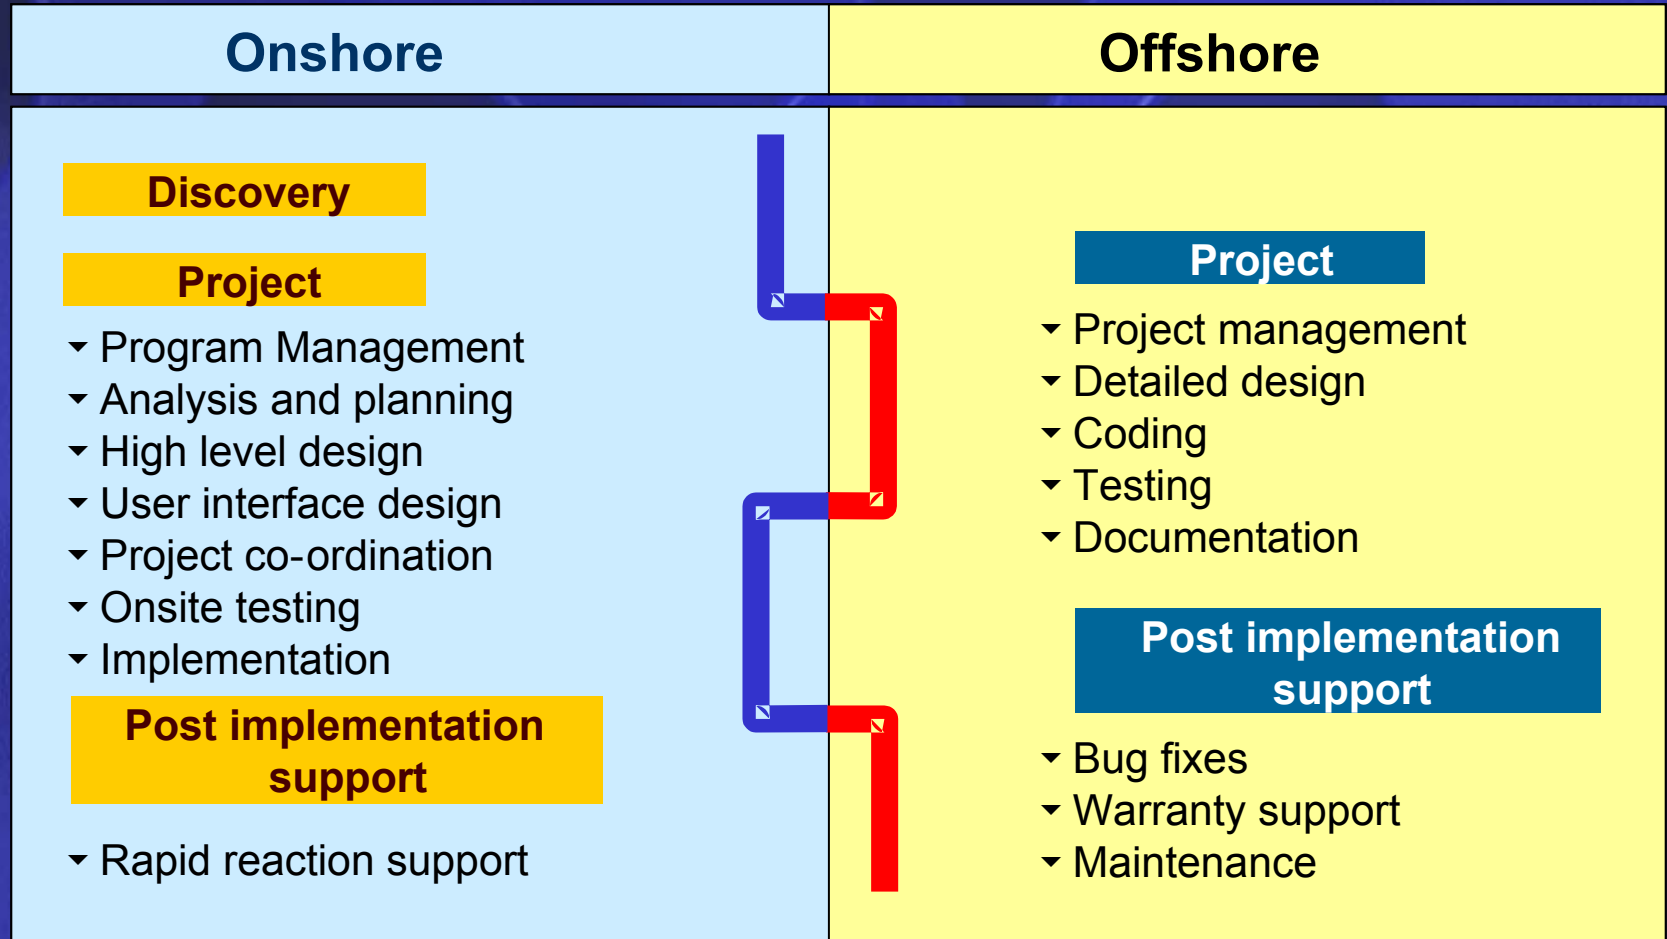 Onshore
Offshore
Discovery
Project
Program Management
Analysis and planning
High level design
User interface design
Project co-ordination
Onsite testing
Implementation
Post implementation
support
Rapid reaction support
Project
Project management
Detailed design
Coding
Testing
Documentation
Post implementation
support
Bug fixes
Warranty support
Maintenance